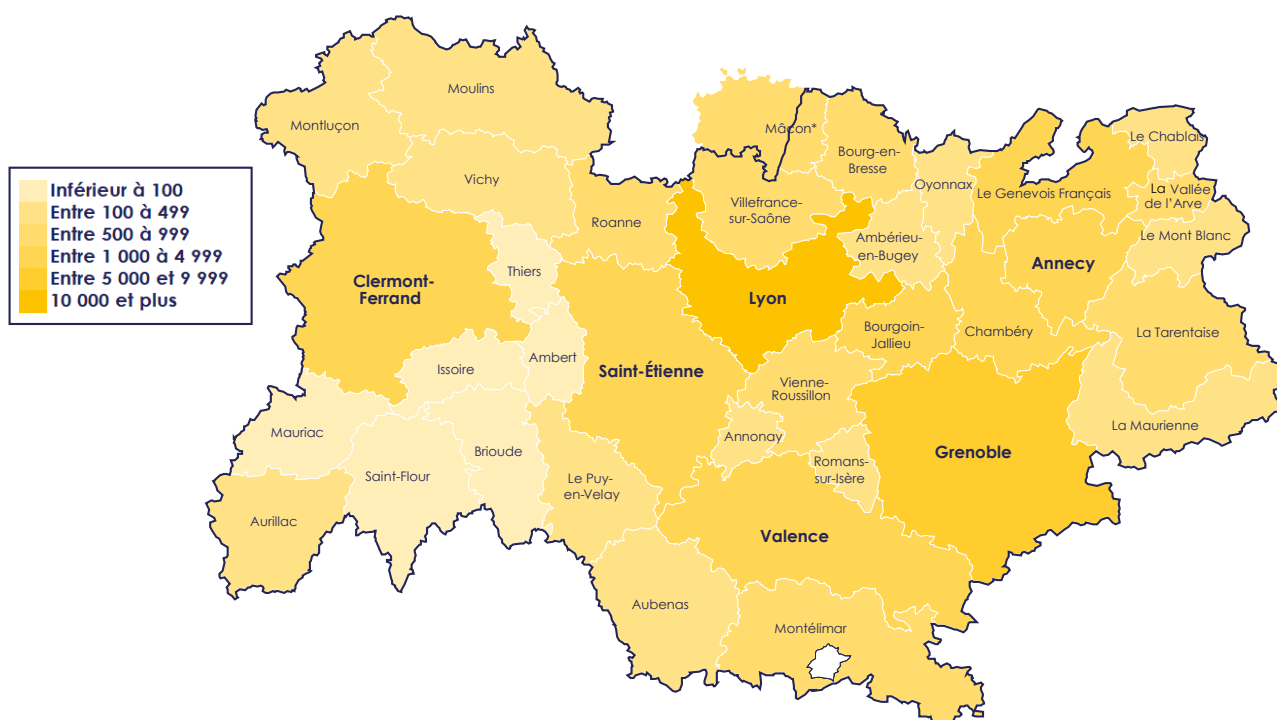 Moulins
Montluçon
Mâcon*
Le Chablais
Bourg-en-
Bresse
Inférieur à 100
Entre 100 à 499
Entre 500 à 999
Entre 1 000 à 4 999
Entre 5 000 et 9 999
10 000 et plus
Vichy
Oyonnax
Le Genevois Français
La Vallée
de l'Arve
Villefrance-
sur-Saône
Roanne
Ambérieu-
en-Bugey
Le Mont Blanc
Thiers
Annecy
Clermont-
Ferrand
Lyon
Bourgoin-
Jallieu
Chambéry
La Tarentaise
Ambert
Issoire
Saint-Étienne
Vienne-
Roussillon
Mauriac
Annonay
La Maurienne
Brioude
Grenoble
Romans-
sur-Isère
Saint-Flour
Le Puy-
en-Velay
Aurillac
Valence
Aubenas
Montélimar